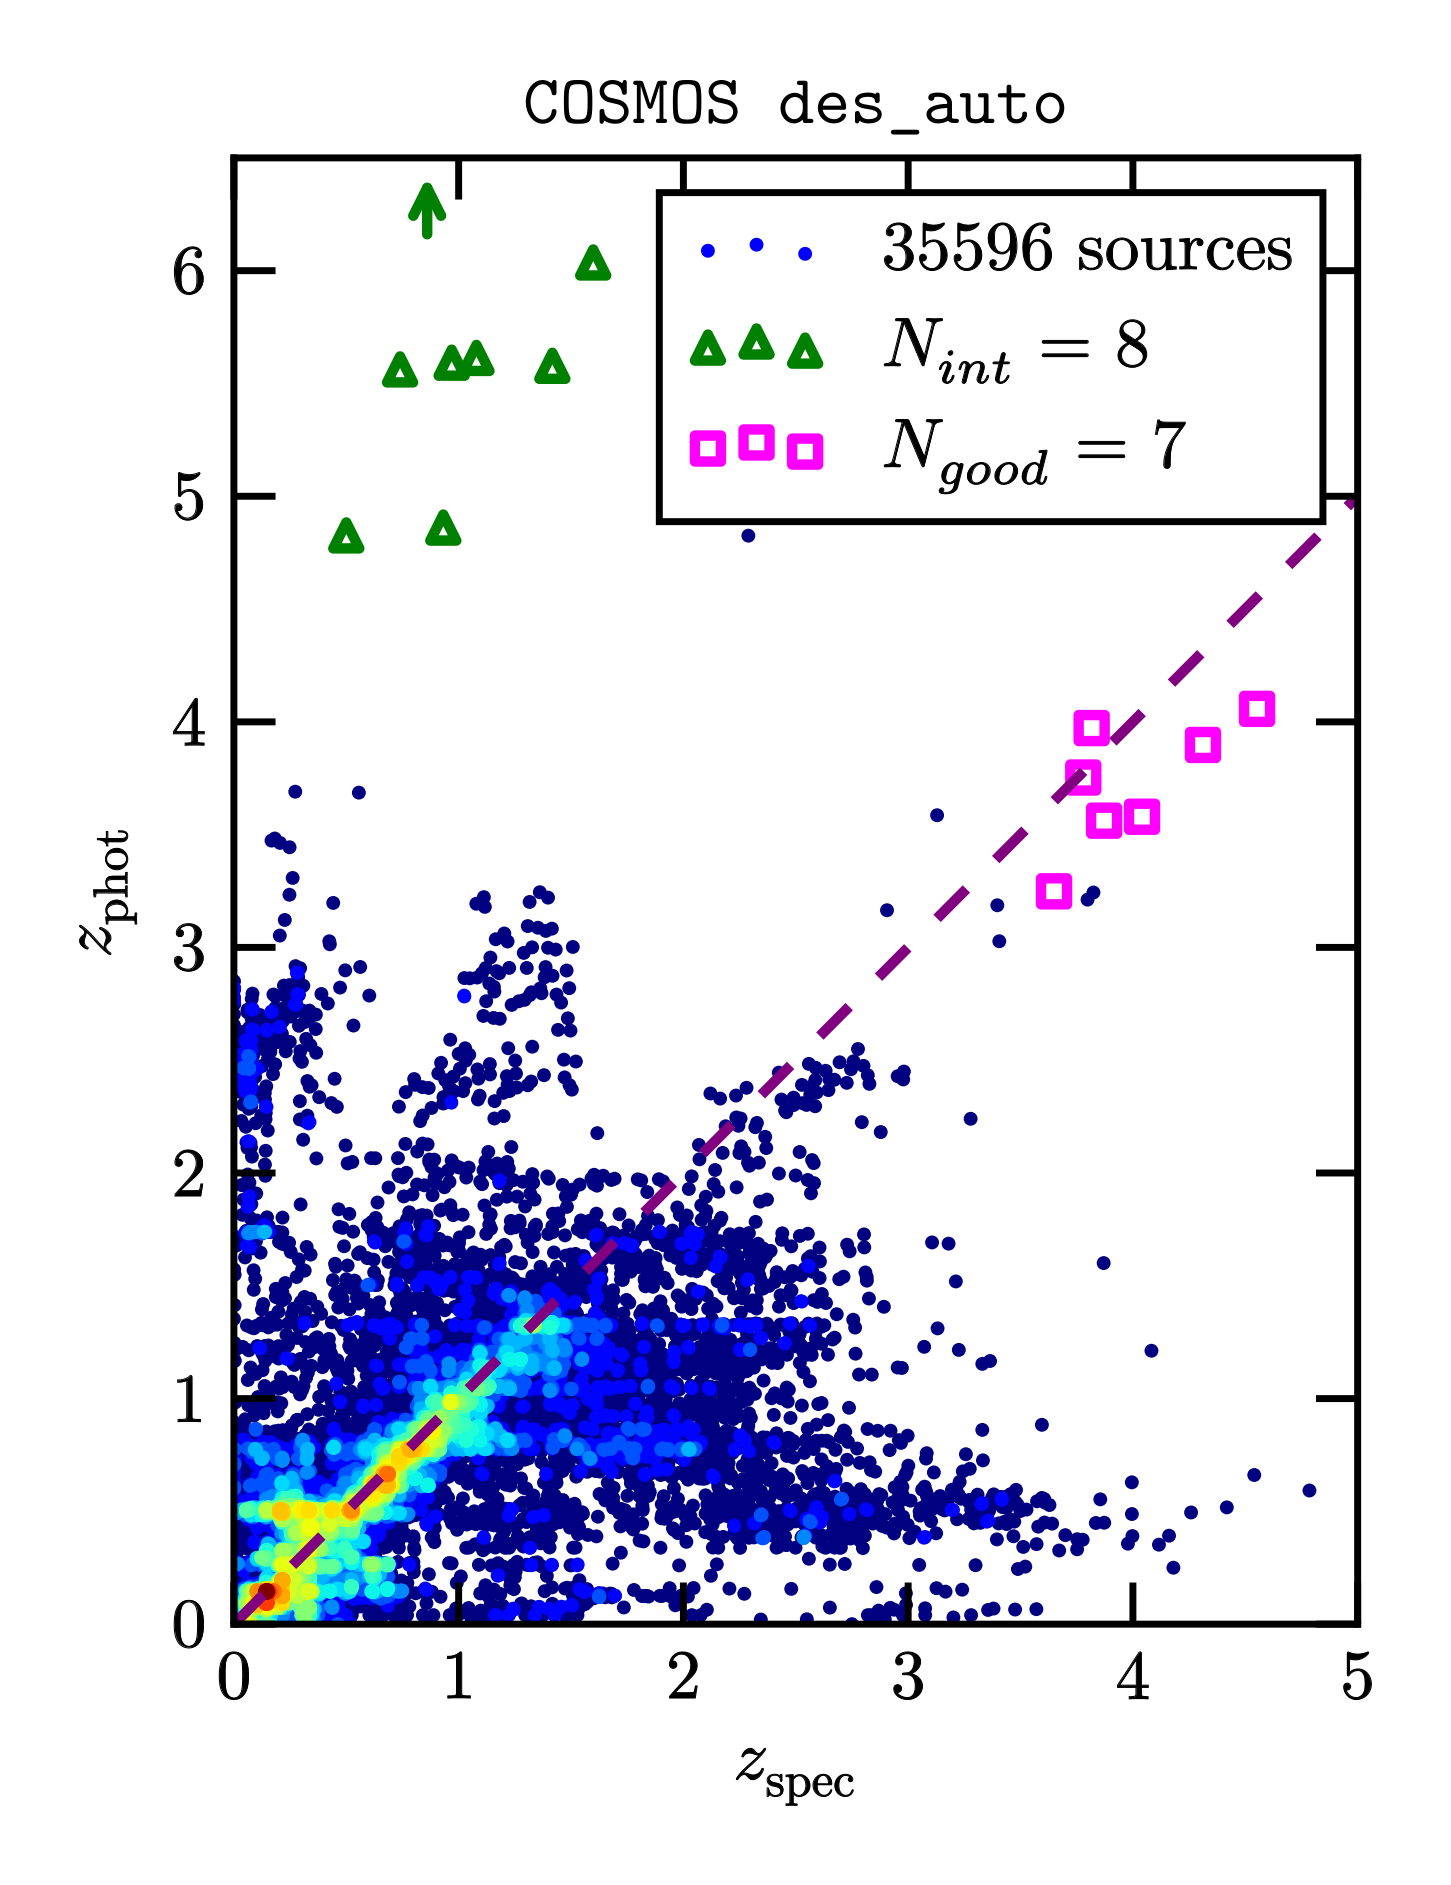 COSMOS des_auto
35596 sources
N_int = 8
N_good = 7
6
5
4
3
2
1
0
z_phot
0 1 2 3 4 5
z_spec